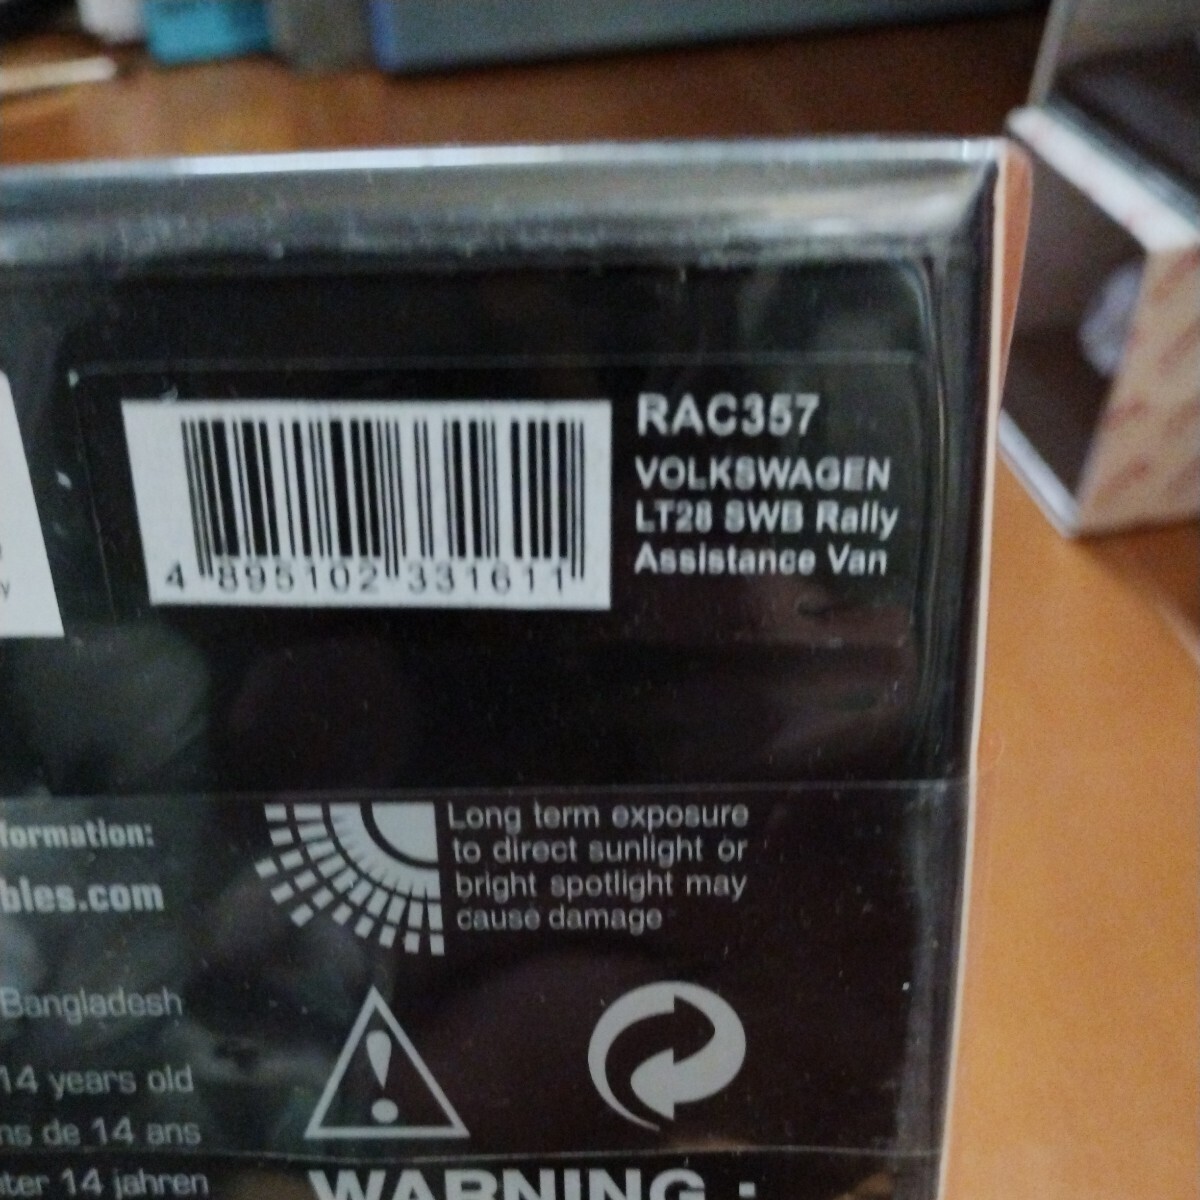 RAC357
VOLKSWAGEN
LT28 SWB Rally
Assistance Van
4 895102 331611
formation:
bles.com
Long term exposure
to direct sunlight or
bright spotlight may
cause damage
Bangladesh
14 years old
ns de 14 ans
nter 14 jahren
WARNING :